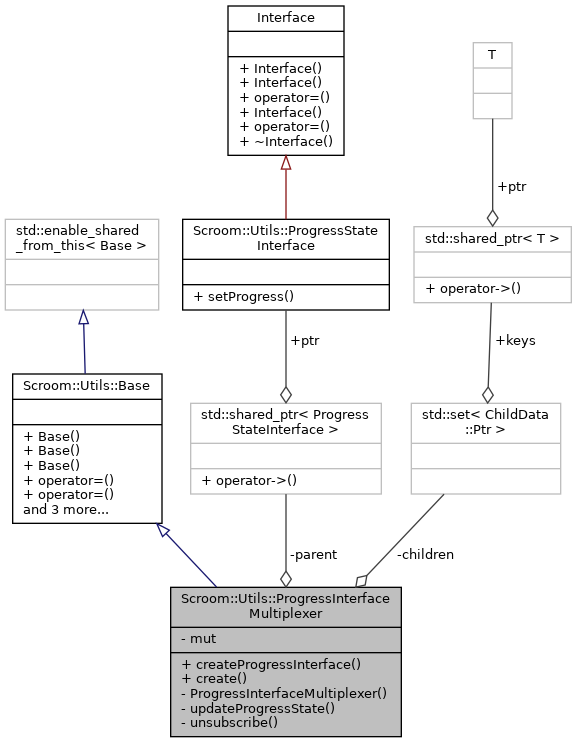 Interface
+ Interface()
+ Interface()
+ operator=()
+ Interface()
+ operator=()
+ ~Interface()
T
+ptr
std::enable_shared
_from_this< Base >
Scroom::Utils::ProgressState
Interface
+ setProgress()
std::shared_ptr< T >
+ operator->()
+ptr
+keys
Scroom::Utils::Base
+ Base()
+ Base()
+ Base()
+ operator=()
+ operator=()
and 3 more...
std::shared_ptr< Progress
StateInterface >
+ operator->()
std::set< ChildData
::Ptr >
-parent
-children
Scroom::Utils::ProgressInterface
Multiplexer
- mut
+ createProgressInterface()
+ create()
- ProgressInterfaceMultiplexer()
- updateProgressState()
- unsubscribe()